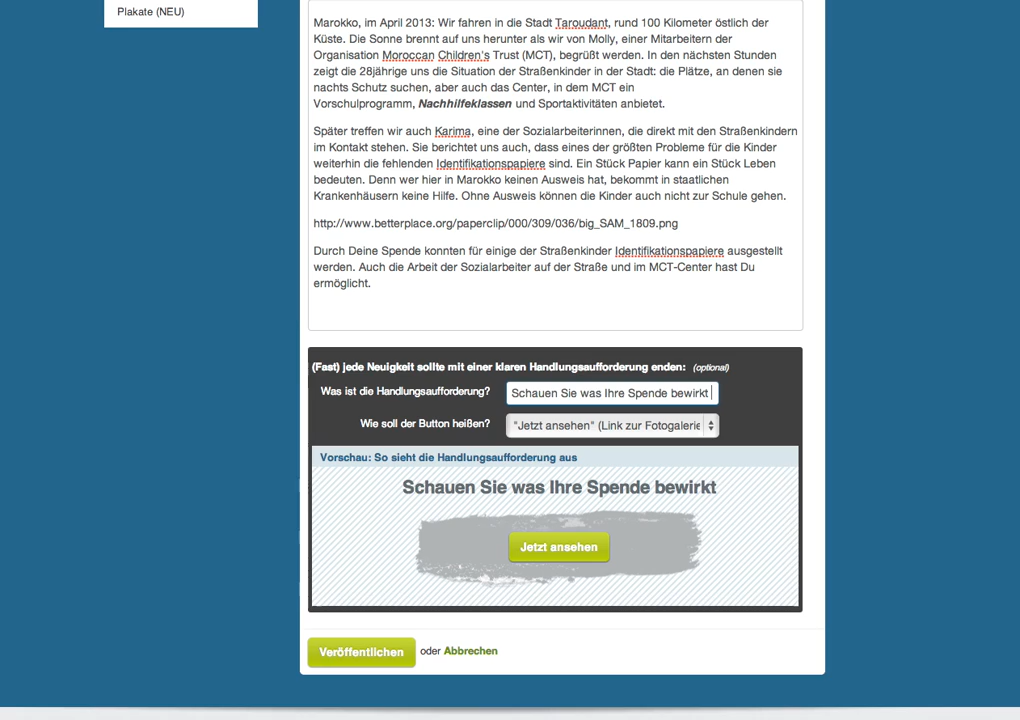 Plakate (NEU)
Marokko, im April 2013: Wir fahren in die Stadt Taroudant, rund 100 Kilometer östlich der
Küste. Die Sonne brennt auf uns herunter als wir von Molly, einer Mitarbeitern der
Organisation Moroccan Children's Trust (MCT), begrüßt werden. In den nächsten Stunden
zeigt die 28jährige uns die Situation der Straßenkinder in der Stadt: die Plätze, an denen sie
nachts Schutz suchen, aber auch das Center, in dem MCT ein
Vorschulprogramm, Nachhilfeklassen und Sportaktivitäten anbietet.
Später treffen wir auch Karima, eine der Sozialarbeiterinnen, die direkt mit den Straßenkindern
im Kontakt stehen. Sie berichtet uns auch, dass eines der größten Probleme für die Kinder
weiterhin die fehlenden Identifikationspapiere sind. Ein Stück Papier kann ein Stück Leben
bedeuten. Denn wer hier in Marokko keinen Ausweis hat, bekommt in staatlichen
Krankenhäusern keine Hilfe. Ohne Ausweis können die Kinder auch nicht zur Schule gehen.
http://www.betterplace.org/paperclip/000/309/036/big_SAM_1809.png
Durch Deine Spende konnten für einige der Straßenkinder Identifikationspapiere ausgestellt
werden. Auch die Arbeit der Sozialarbeiter auf der Straße und im MCT-Center hast Du
ermöglicht.
(Fast) jede Neuigkeit sollte mit einer klaren Handlungsaufforderung enden: (optional)
Was ist die Handlungsaufforderung? Schauen Sie was Ihre Spende bewirkt
Wie soll der Button heißen? "Jetzt ansehen" (Link zur Fotogalerie
Vorschau: So sieht die Handlungsaufforderung aus
Schauen Sie was Ihre Spende bewirkt
Jetzt ansehen
Veröffentlichen oder Abbrechen